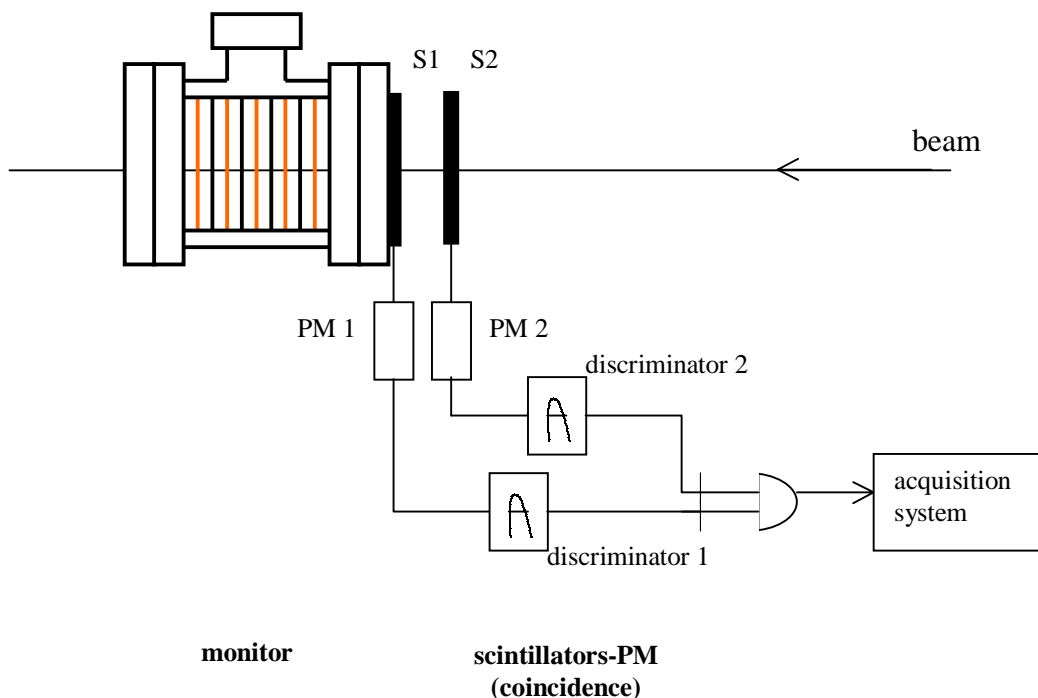 S1 S2
beam
PM 1
PM 2
discriminator 2
acquisition
system
discriminator 1
monitor
scintillators-PM
(coincidence)